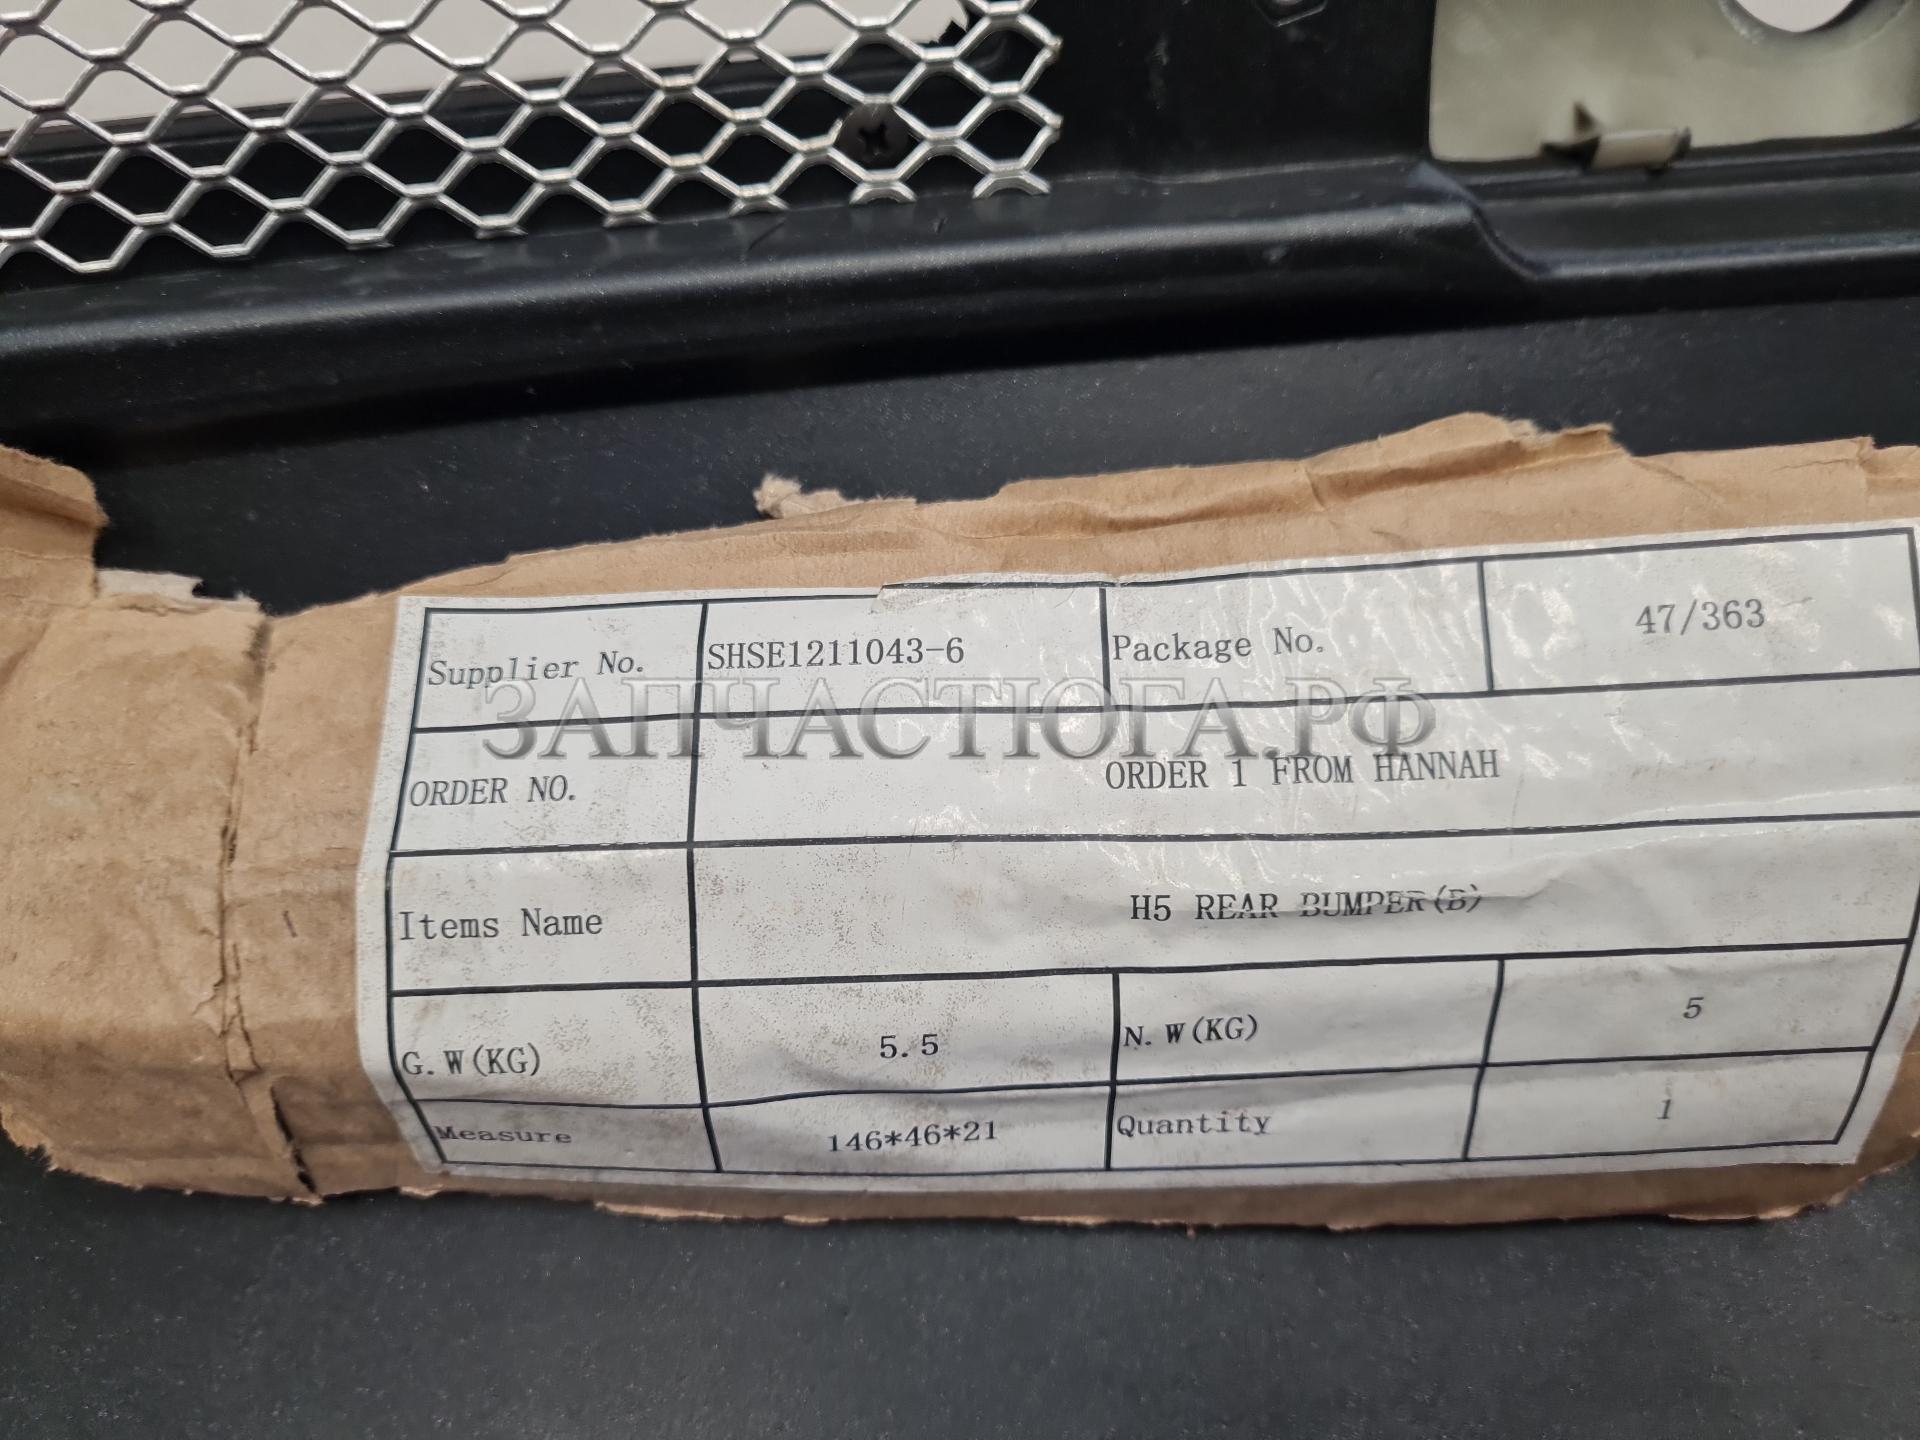 Supplier No. SHSE1211043-6 Package No. 47/363
ЗАПЧАСТЮГА.РФ
ORDER NO. ORDER 1 FROM HANNAH
Items Name H5 REAR BUMPER(B)
G.W(KG) 5.5 N.W(KG) 5
Measure 146*46*21 Quantity 1